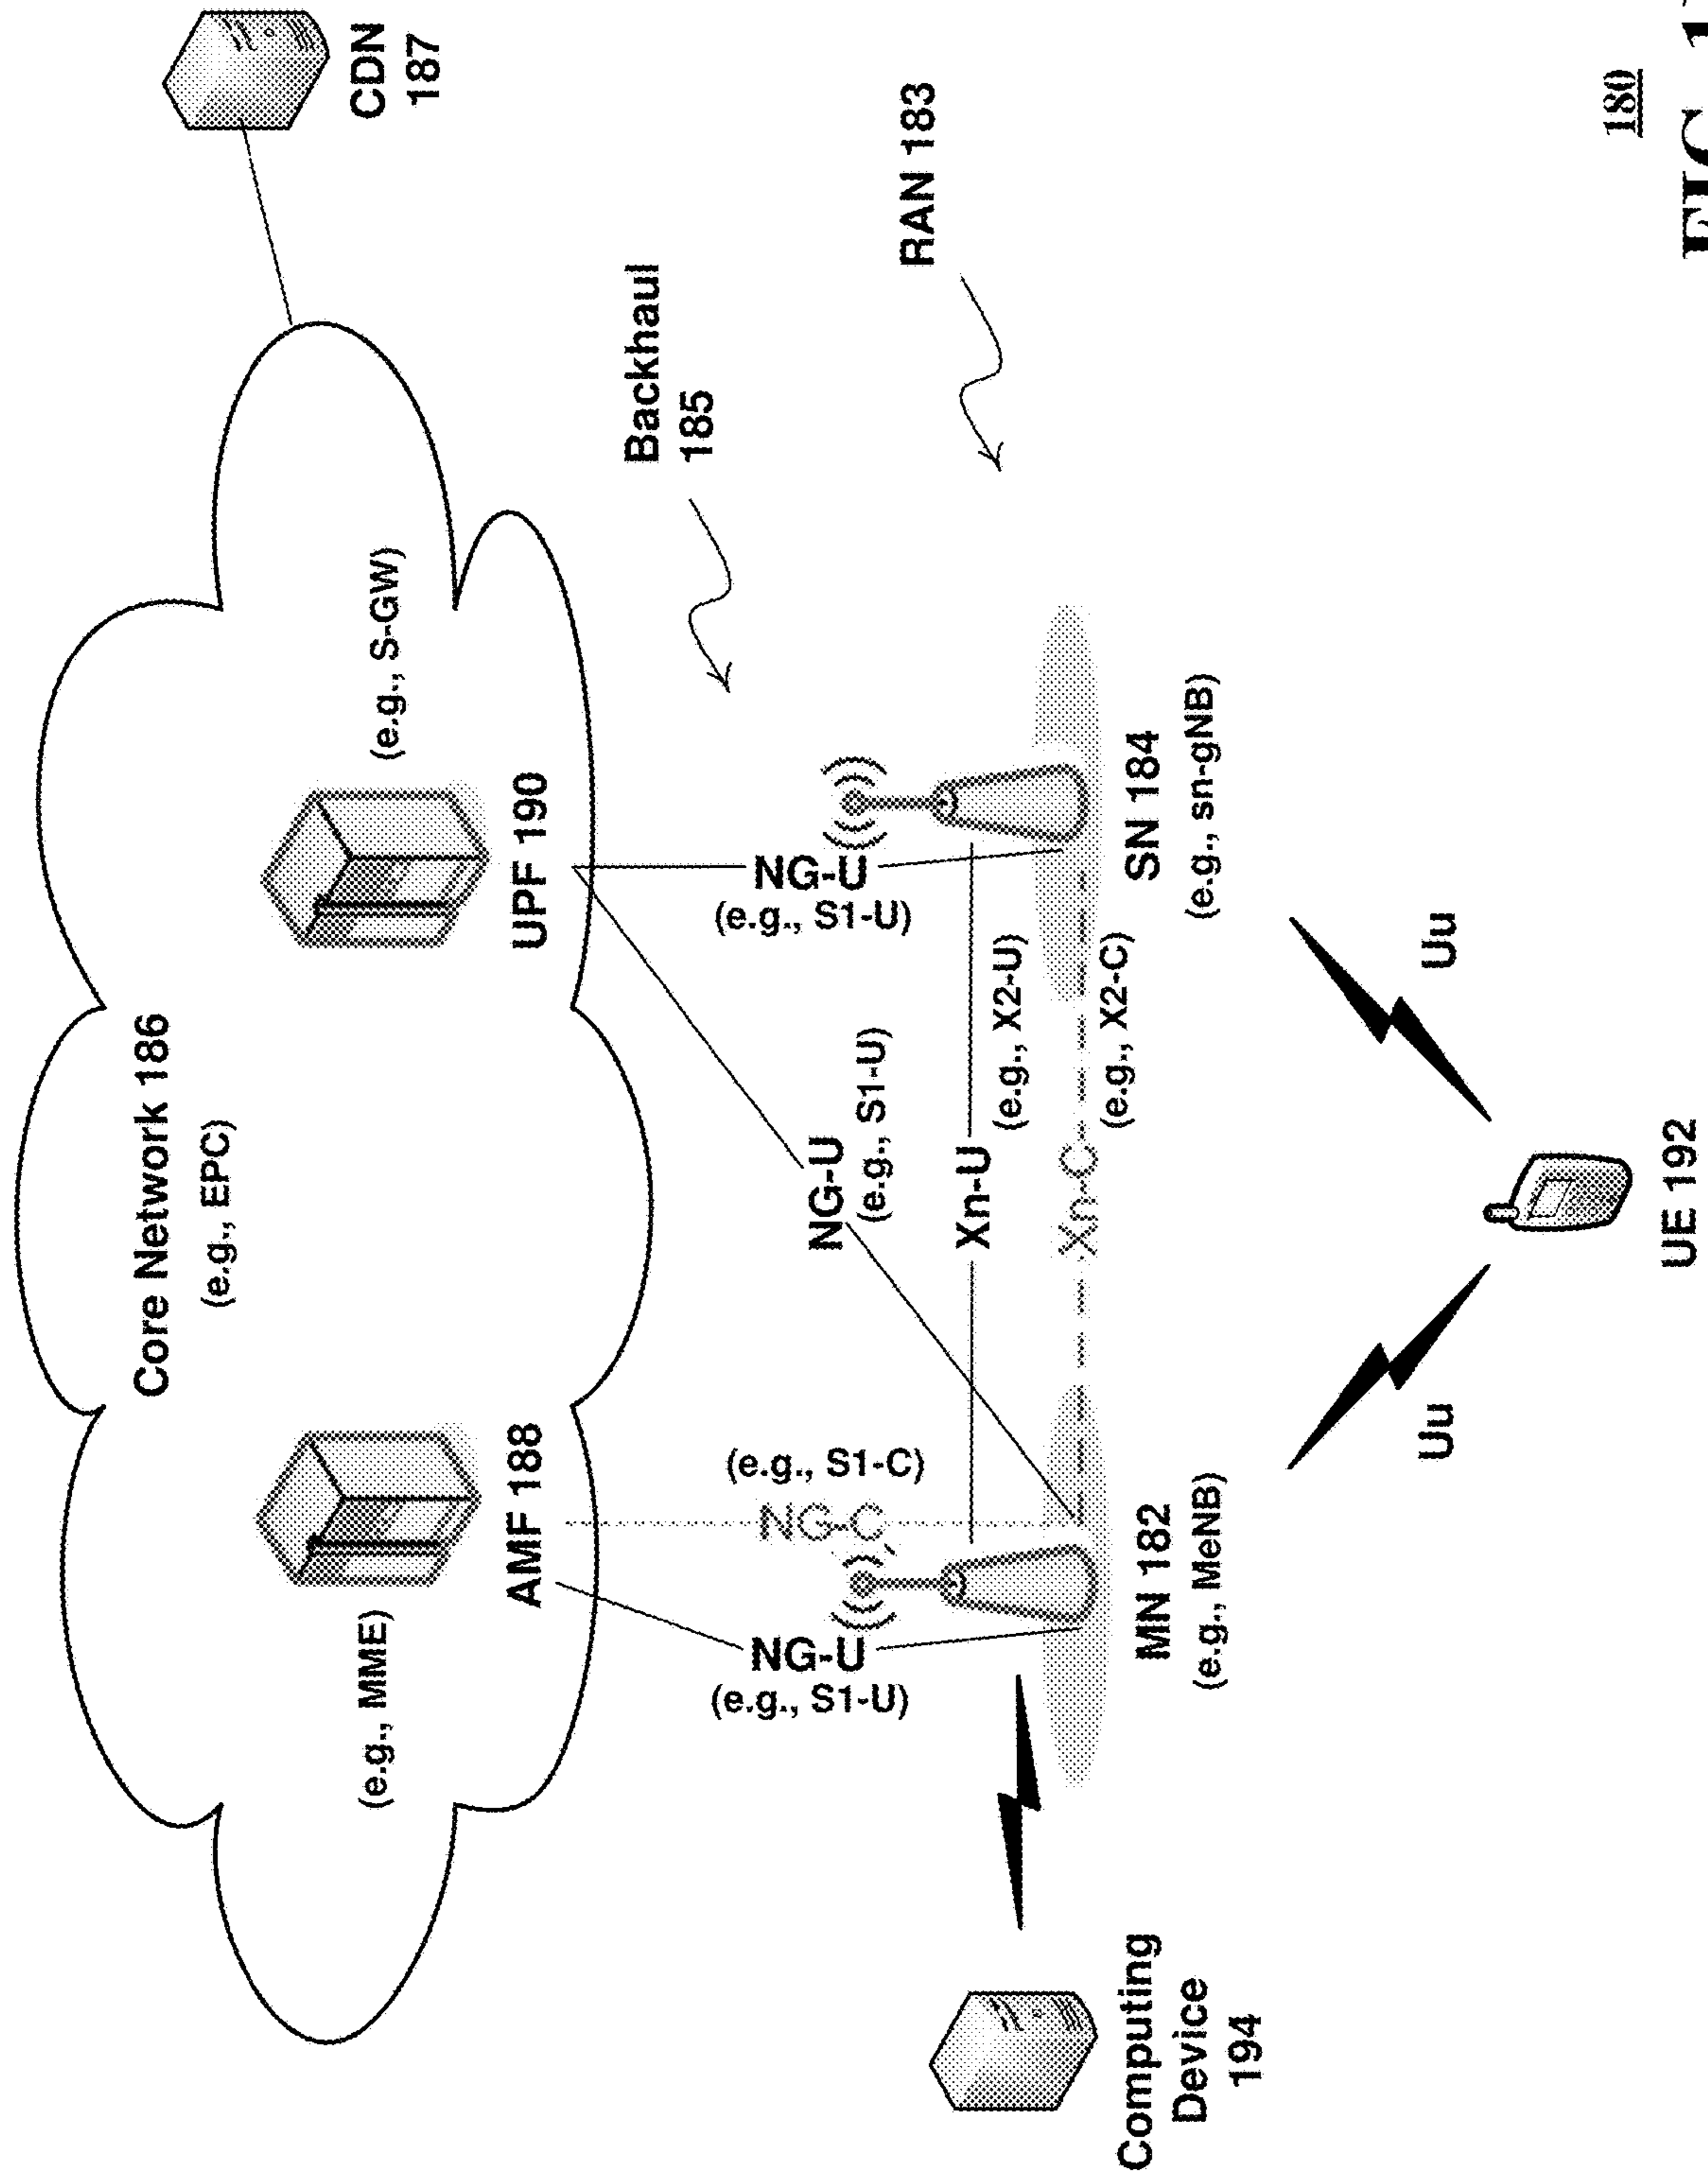 Core Network 186
(e.g., EPC)
CDN
187
(e.g., MME)
AMF 188
(e.g., S-GW)
UPF 190
Backhaul
185
NG-U
(e.g., S1-U)
(e.g., S1-C)
NG-C
NG-U
(e.g., S1-U)
NG-U
(e.g., S1-U)
RAN 183
Xn-U
(e.g., X2-U)
Xn-C
(e.g., X2-C)
Computing
Device
194
MN 182
(e.g., MeNB)
SN 184
(e.g., sn-gNB)
Uu
Uu
UE 192
180